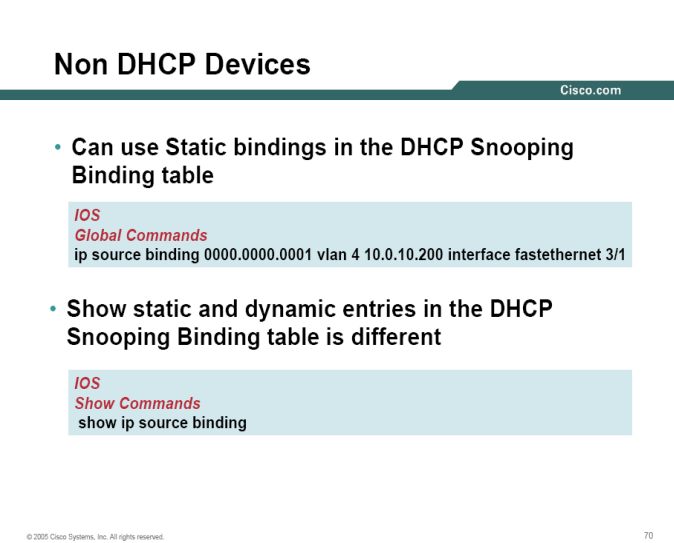 Non DHCP Devices
Cisco.com
• Can use Static bindings in the DHCP Snooping
Binding table
IOS
Global Commands
ip source binding 0000.0000.0001 vlan 4 10.0.10.200 interface fastethernet 3/1
• Show static and dynamic entries in the DHCP
Snooping Binding table is different
IOS
Show Commands
show ip source binding
© 2005 Cisco Systems, Inc. All rights reserved.
70